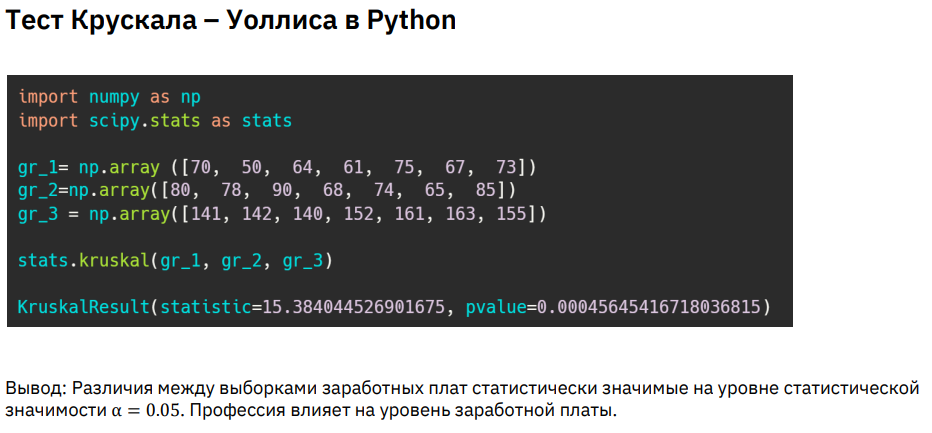 Тест Крускала – Уоллиса в Python
import numpy as np
import scipy.stats as stats
gr_1= np.array ([70,  50,  64,  61,  75,  67,  73])
gr_2=np.array([80,  78,  90,  68,  74,  65,  85])
gr_3 = np.array([141, 142, 140, 152, 161, 163, 155])
stats.kruskal(gr_1, gr_2, gr_3)
KruskalResult(statistic=15.384044526901675, pvalue=0.00045645416718036815)
Вывод: Различия между выборками заработных плат статистически значимые на уровне статистической
значимости α = 0.05. Профессия влияет на уровень заработной платы.